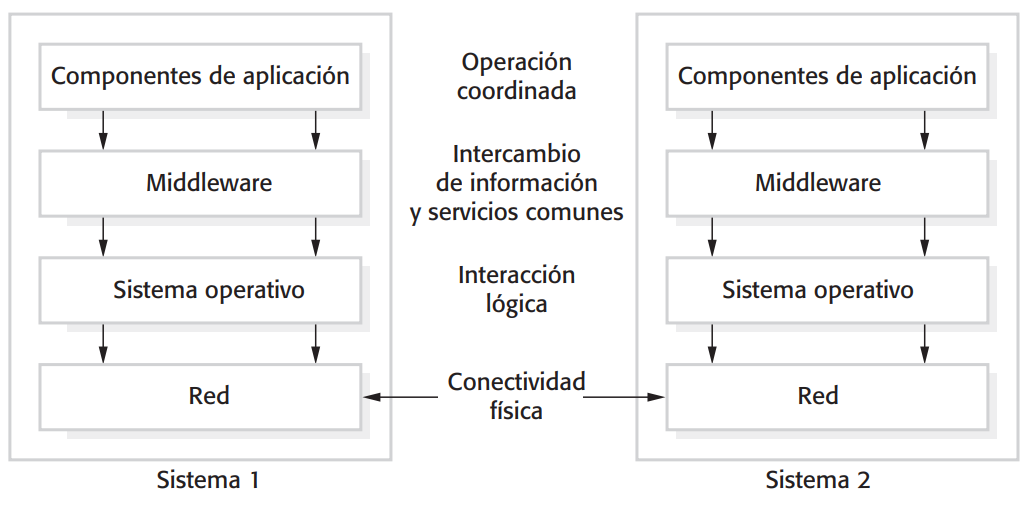 Componentes de aplicación
Middleware
Sistema operativo
Red
Sistema 1
Operación
coordinada
Intercambio
de información
y servicios comunes
Interacción
lógica
Conectividad
física
Componentes de aplicación
Middleware
Sistema operativo
Red
Sistema 2